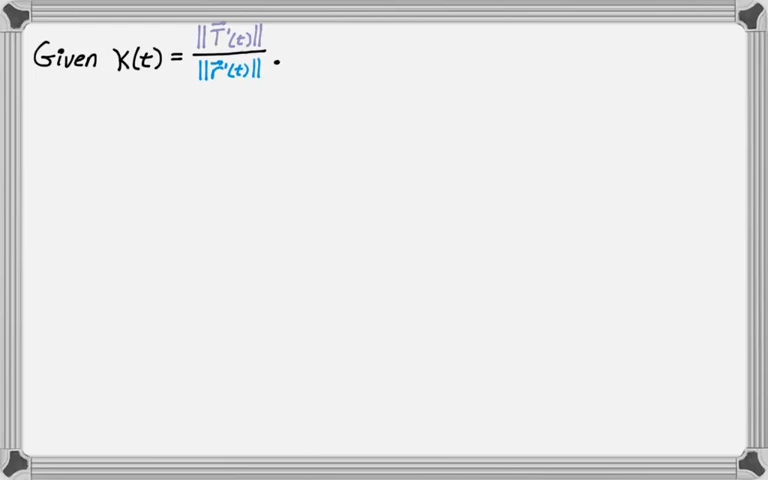 Given κ(t) = ||T⃗'(t)|| / ||r⃗'(t)|| .